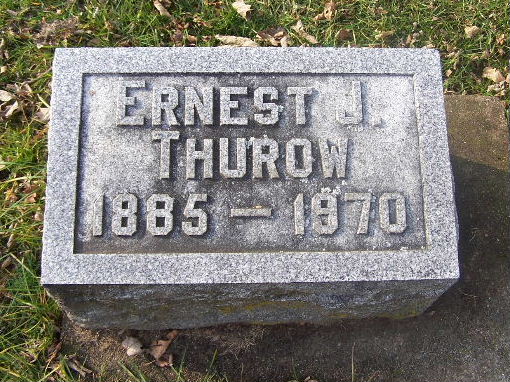 ERNEST J.
THUROW
1885 — 1970